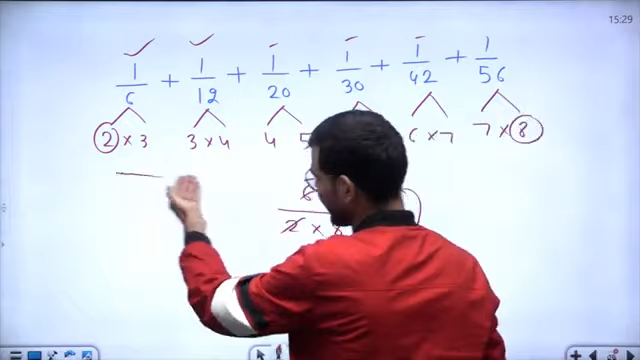 15:29
1/6 + 1/12 + 1/20 + 1/30 + 1/42 + 1/56
2 × 3 3 × 4 4 5 6 × 7 7 × 8
2 ×